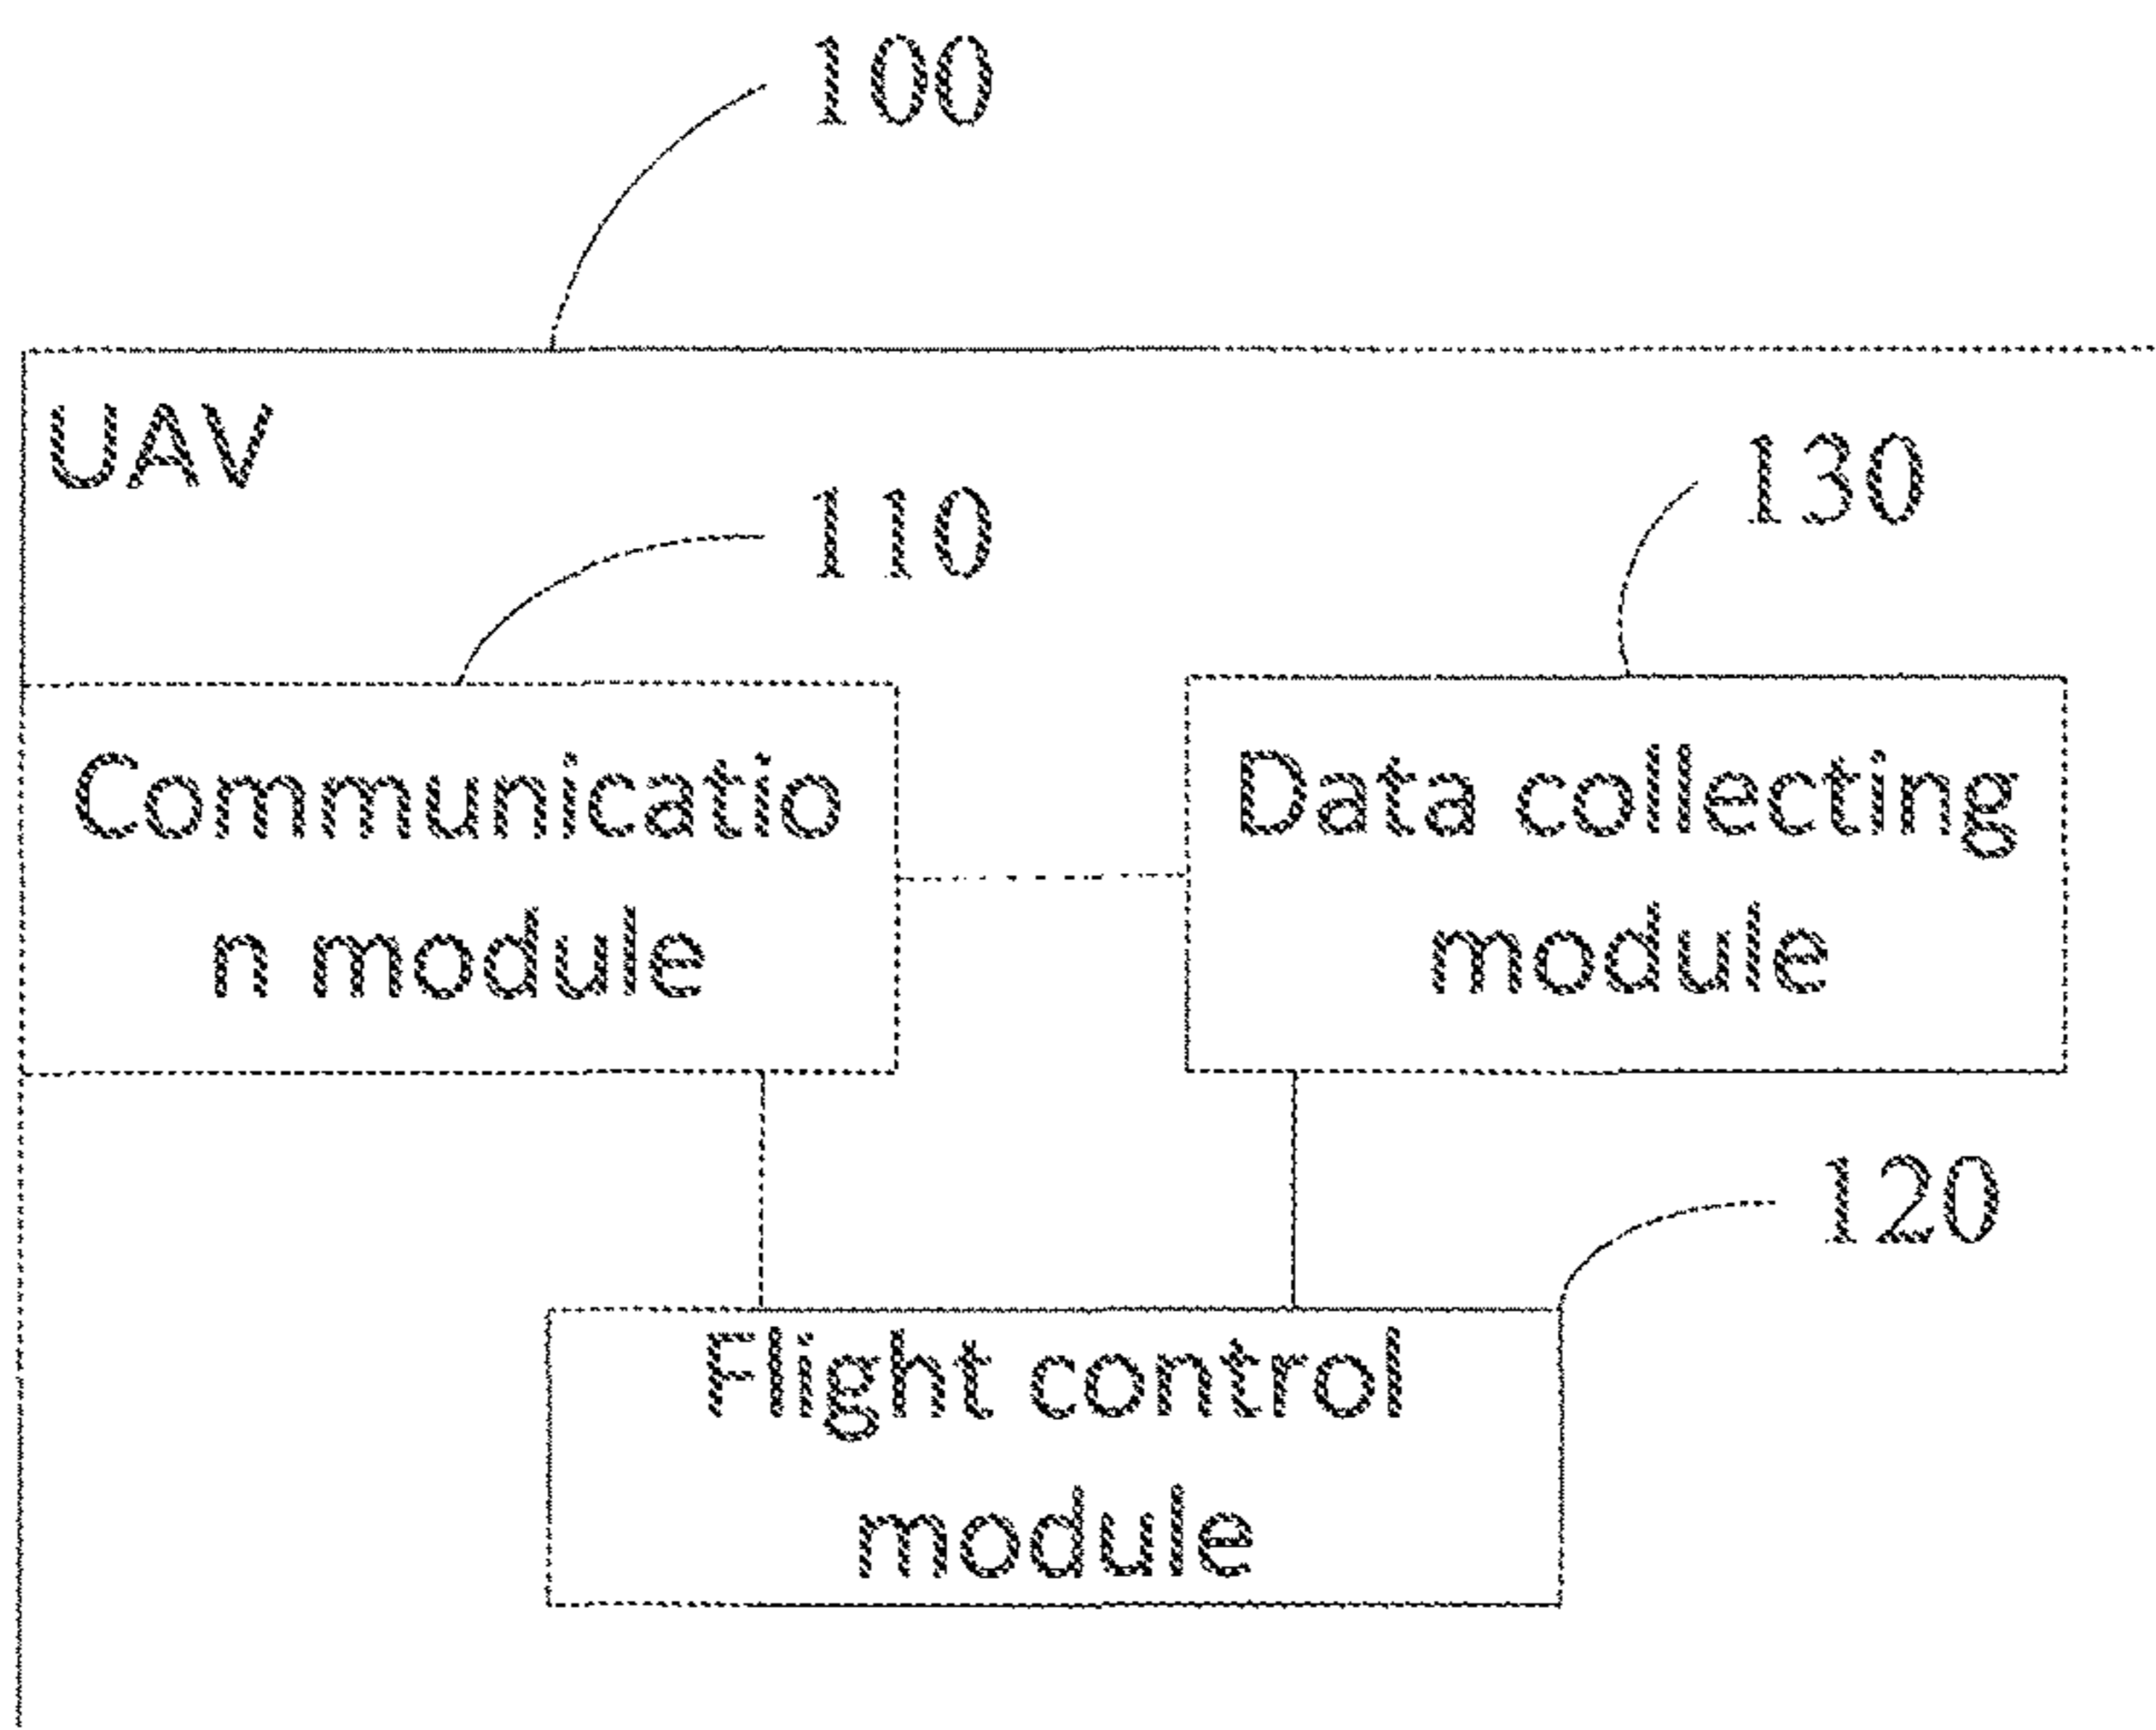 100
UAV
110
130
Communicatio
n module
Data collecting
module
120
Flight control
module